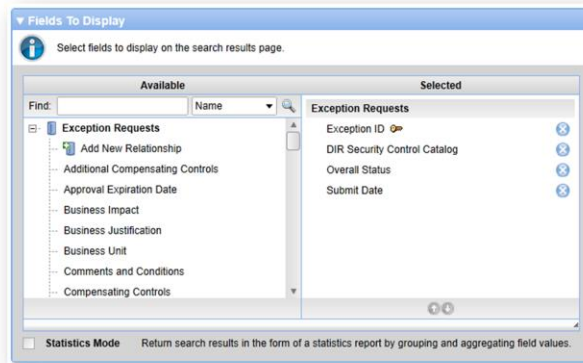 Fields To Display
Select fields to display on the search results page.
Available
Selected
Find:
Name
Exception Requests
Add New Relationship
Additional Compensating Controls
Approval Expiration Date
Business Impact
Business Justification
Business Unit
Comments and Conditions
Compensating Controls
Exception Requests
Exception ID
DIR Security Control Catalog
Overall Status
Submit Date
Statistics Mode Return search results in the form of a statistics report by grouping and aggregating field values.